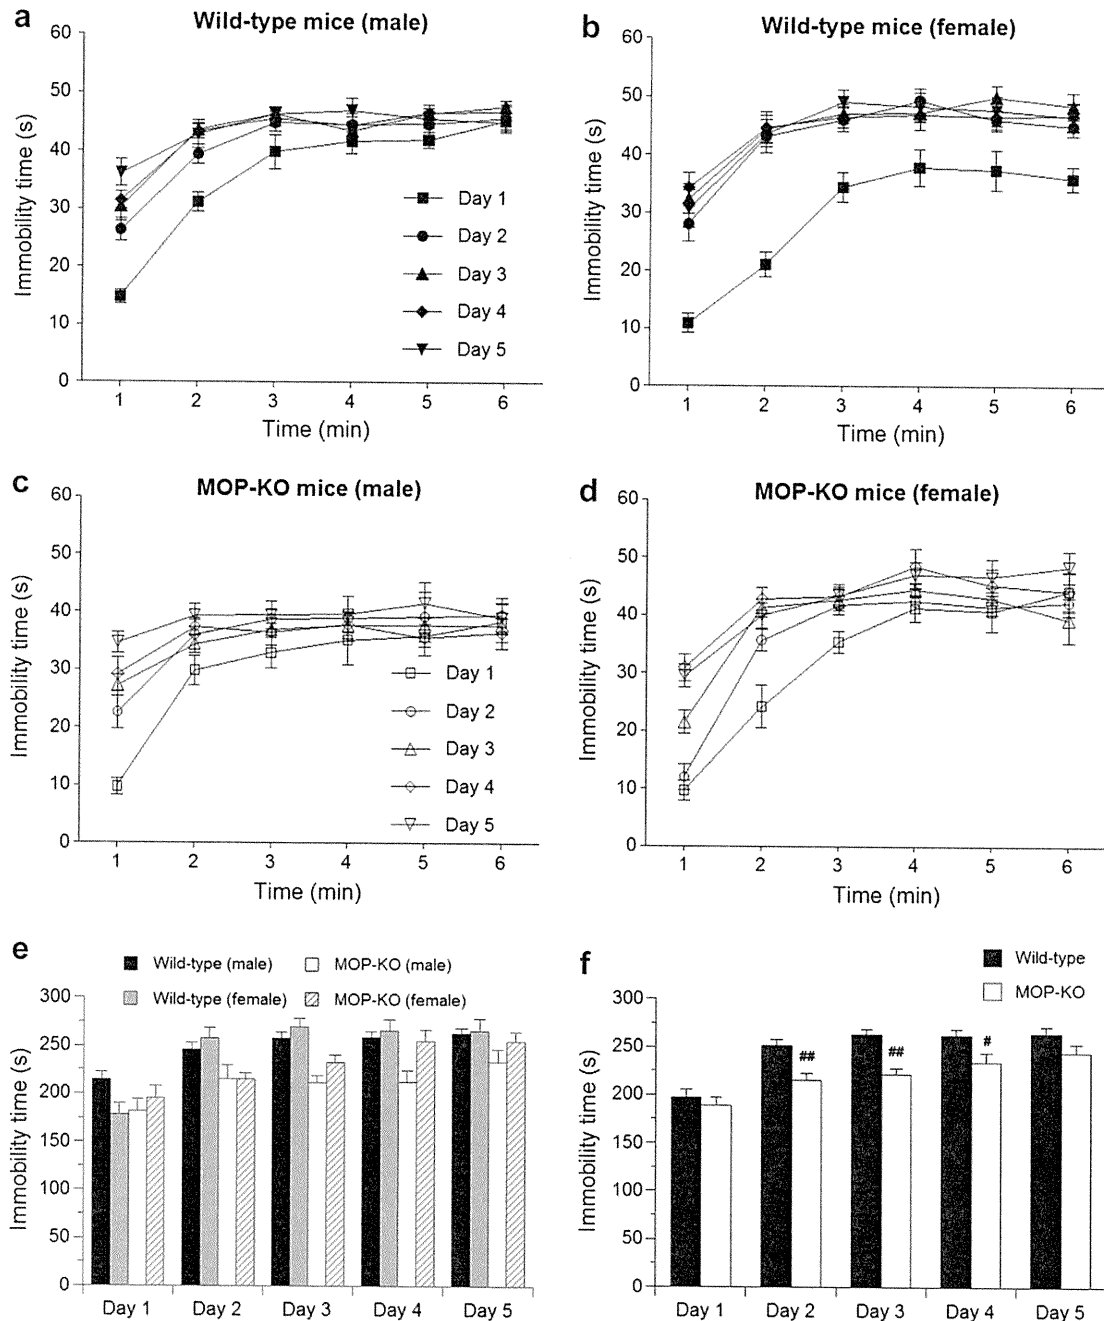 a
Wild-type mice (male)
60
50
40
30
20
10
0
Immobility time (s)
Day 1
Day 2
Day 3
Day 4
Day 5
1 2 3 4 5 6
Time (min)
b
Wild-type mice (female)
60
50
40
30
20
10
0
Immobility time (s)
1 2 3 4 5 6
Time (min)
c
MOP-KO mice (male)
60
50
40
30
20
10
0
Immobility time (s)
Day 1
Day 2
Day 3
Day 4
Day 5
1 2 3 4 5 6
Time (min)
d
MOP-KO mice (female)
60
50
40
30
20
10
0
Immobility time (s)
1 2 3 4 5 6
Time (min)
e
Wild-type (male) MOP-KO (male)
Wild-type (female) MOP-KO (female)
300
250
200
150
100
50
0
Immobility time (s)
Day 1 Day 2 Day 3 Day 4 Day 5
f
Wild-type
MOP-KO
300
250
200
150
100
50
0
Immobility time (s)
## ## #
Day 1 Day 2 Day 3 Day 4 Day 5